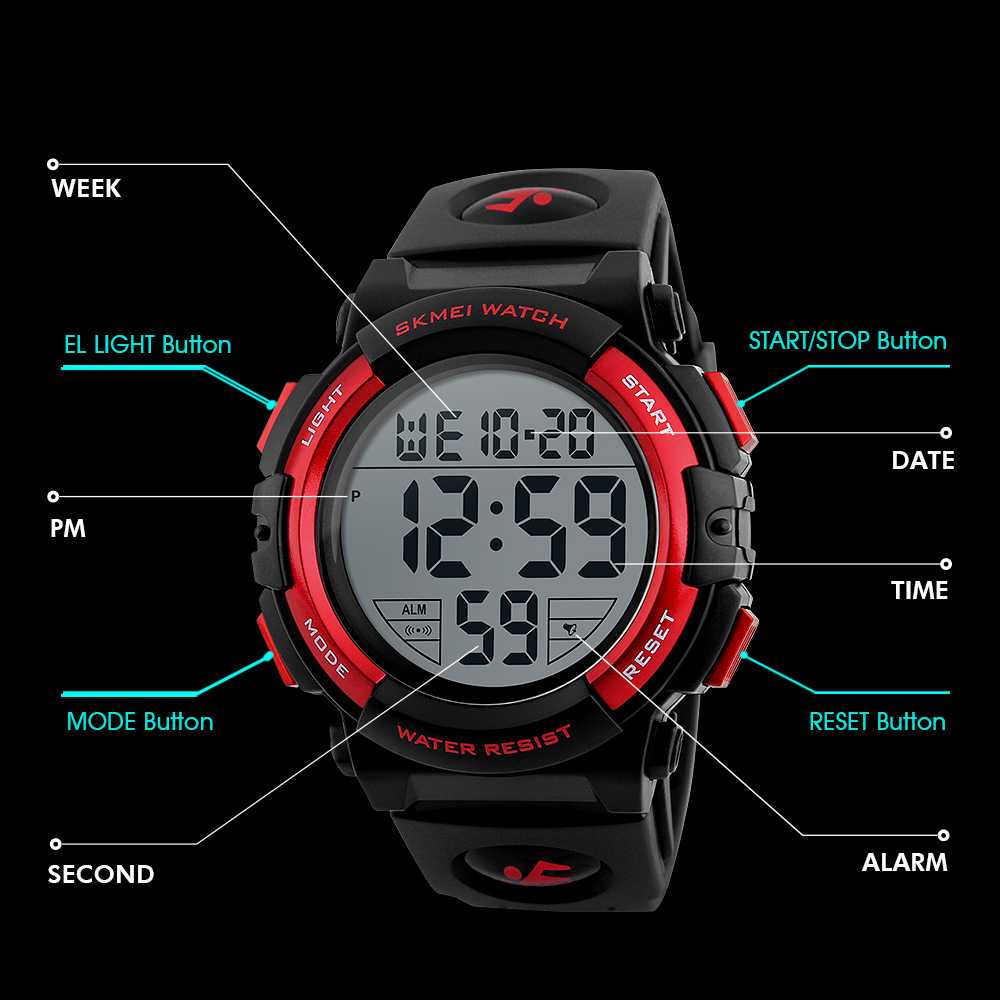 WEEK
SKMEI WATCH
EL LIGHT Button
START/STOP Button
LIGHT
START
WE 10-20
DATE
P
PM
12:59
TIME
ALM
59
MODE
RESET
MODE Button
RESET Button
WATER RESIST
SECOND
ALARM